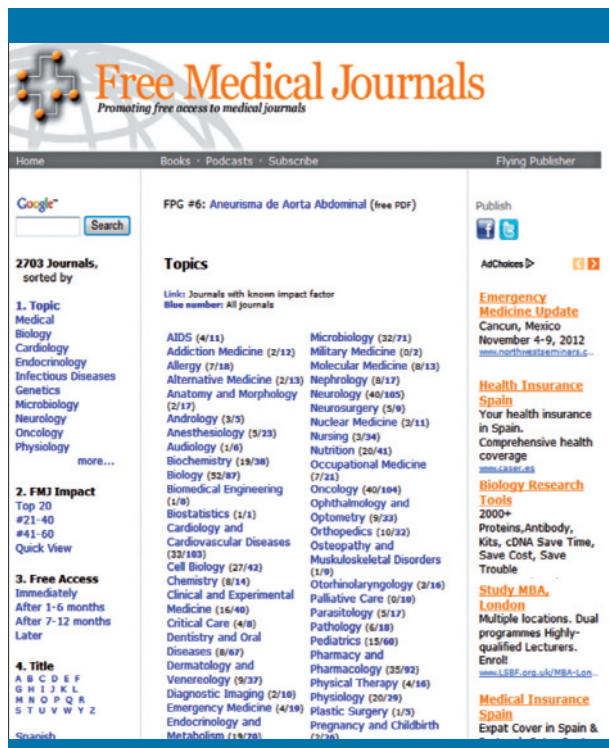 Free Medical Journals
Promoting free access to medical journals
Home
Books · Podcasts · Subscribe
Flying Publisher
Google™
Search
2703 Journals,
sorted by
1. Topic
Medical
Biology
Cardiology
Endocrinology
Infectious Diseases
Genetics
Microbiology
Neurology
Oncology
Physiology
more...
2. FMJ Impact
Top 20
#21-40
#41-60
Quick View
3. Free Access
Immediately
After 1-6 months
After 7-12 months
Later
4. Title
A B C D E F
G H I J K L
M N O P Q R
S T U V W Y Z
Spanish
FPG #6: Aneurisma de Aorta Abdominal (free PDF)
Topics
Link: Journals with known impact factor
Blue number: All journals
AIDS (4/11)
Addiction Medicine (2/12)
Allergy (7/18)
Alternative Medicine (2/13)
Anatomy and Morphology
(2/17)
Andrology (3/5)
Anesthesiology (5/23)
Audiology (1/6)
Biochemistry (19/38)
Biology (52/87)
Biomedical Engineering
(1/8)
Biostatistics (1/1)
Cardiology and
Cardiovascular Diseases
(33/103)
Cell Biology (27/42)
Chemistry (8/14)
Clinical and Experimental
Medicine (16/40)
Critical Care (4/8)
Dentistry and Oral
Diseases (8/67)
Dermatology and
Venereology (9/37)
Diagnostic Imaging (2/10)
Emergency Medicine (4/19)
Endocrinology and
Metabolism (19/70)
Microbiology (32/71)
Military Medicine (0/2)
Molecular Medicine (8/13)
Nephrology (8/17)
Neurology (40/105)
Neurosurgery (5/9)
Nuclear Medicine (3/11)
Nursing (3/34)
Nutrition (20/41)
Occupational Medicine
(7/21)
Oncology (40/104)
Ophthalmology and
Optometry (9/33)
Orthopedics (10/32)
Osteopathy and
Muskuloskeletal Disorders
(1/9)
Otorhinolaryngology (2/16)
Palliative Care (0/10)
Parasitology (5/17)
Pathology (6/18)
Pediatrics (15/60)
Pharmacy and
Pharmacology (35/92)
Physical Therapy (4/16)
Physiology (20/29)
Plastic Surgery (1/5)
Pregnancy and Childbirth
(2/26)
Publish
AdChoices
Emergency
Medicine Update
Cancun, Mexico
November 4-9, 2012
www.northwestseminars.c...
Health Insurance
Spain
Your health insurance
in Spain.
Comprehensive health
coverage
www.caser.es
Biology Research
Tools
2000+
Proteins,Antibody,
Kits, cDNA Save Time,
Save Cost, Save
Trouble
Study MBA,
London
Multiple locations. Dual
programmes Highly-
qualified Lecturers.
Enrol!
www.LSBF.org.uk/MBA-Lon...
Medical Insurance
Spain
Expat Cover in Spain &